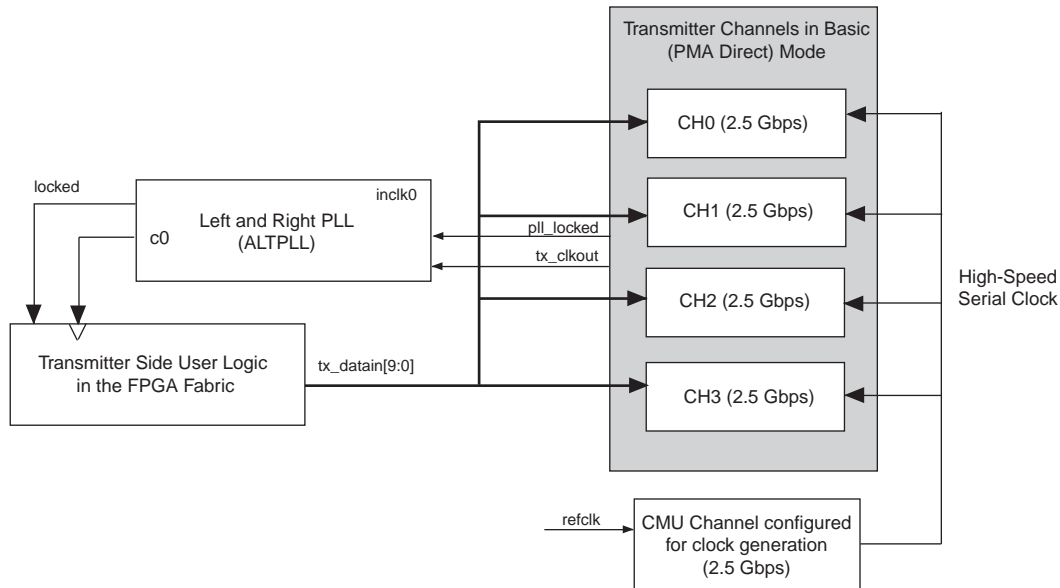 Transmitter Channels in Basic
(PMA Direct) Mode
CH0 (2.5 Gbps)
locked
inclk0
Left and Right PLL
(ALTPLL)
c0
CH1 (2.5 Gbps)
pll_locked
tx_clkout
CH2 (2.5 Gbps)
High-Speed
Serial Clock
Transmitter Side User Logic
in the FPGA Fabric
tx_datain[9:0]
CH3 (2.5 Gbps)
refclk
CMU Channel configured
for clock generation
(2.5 Gbps)